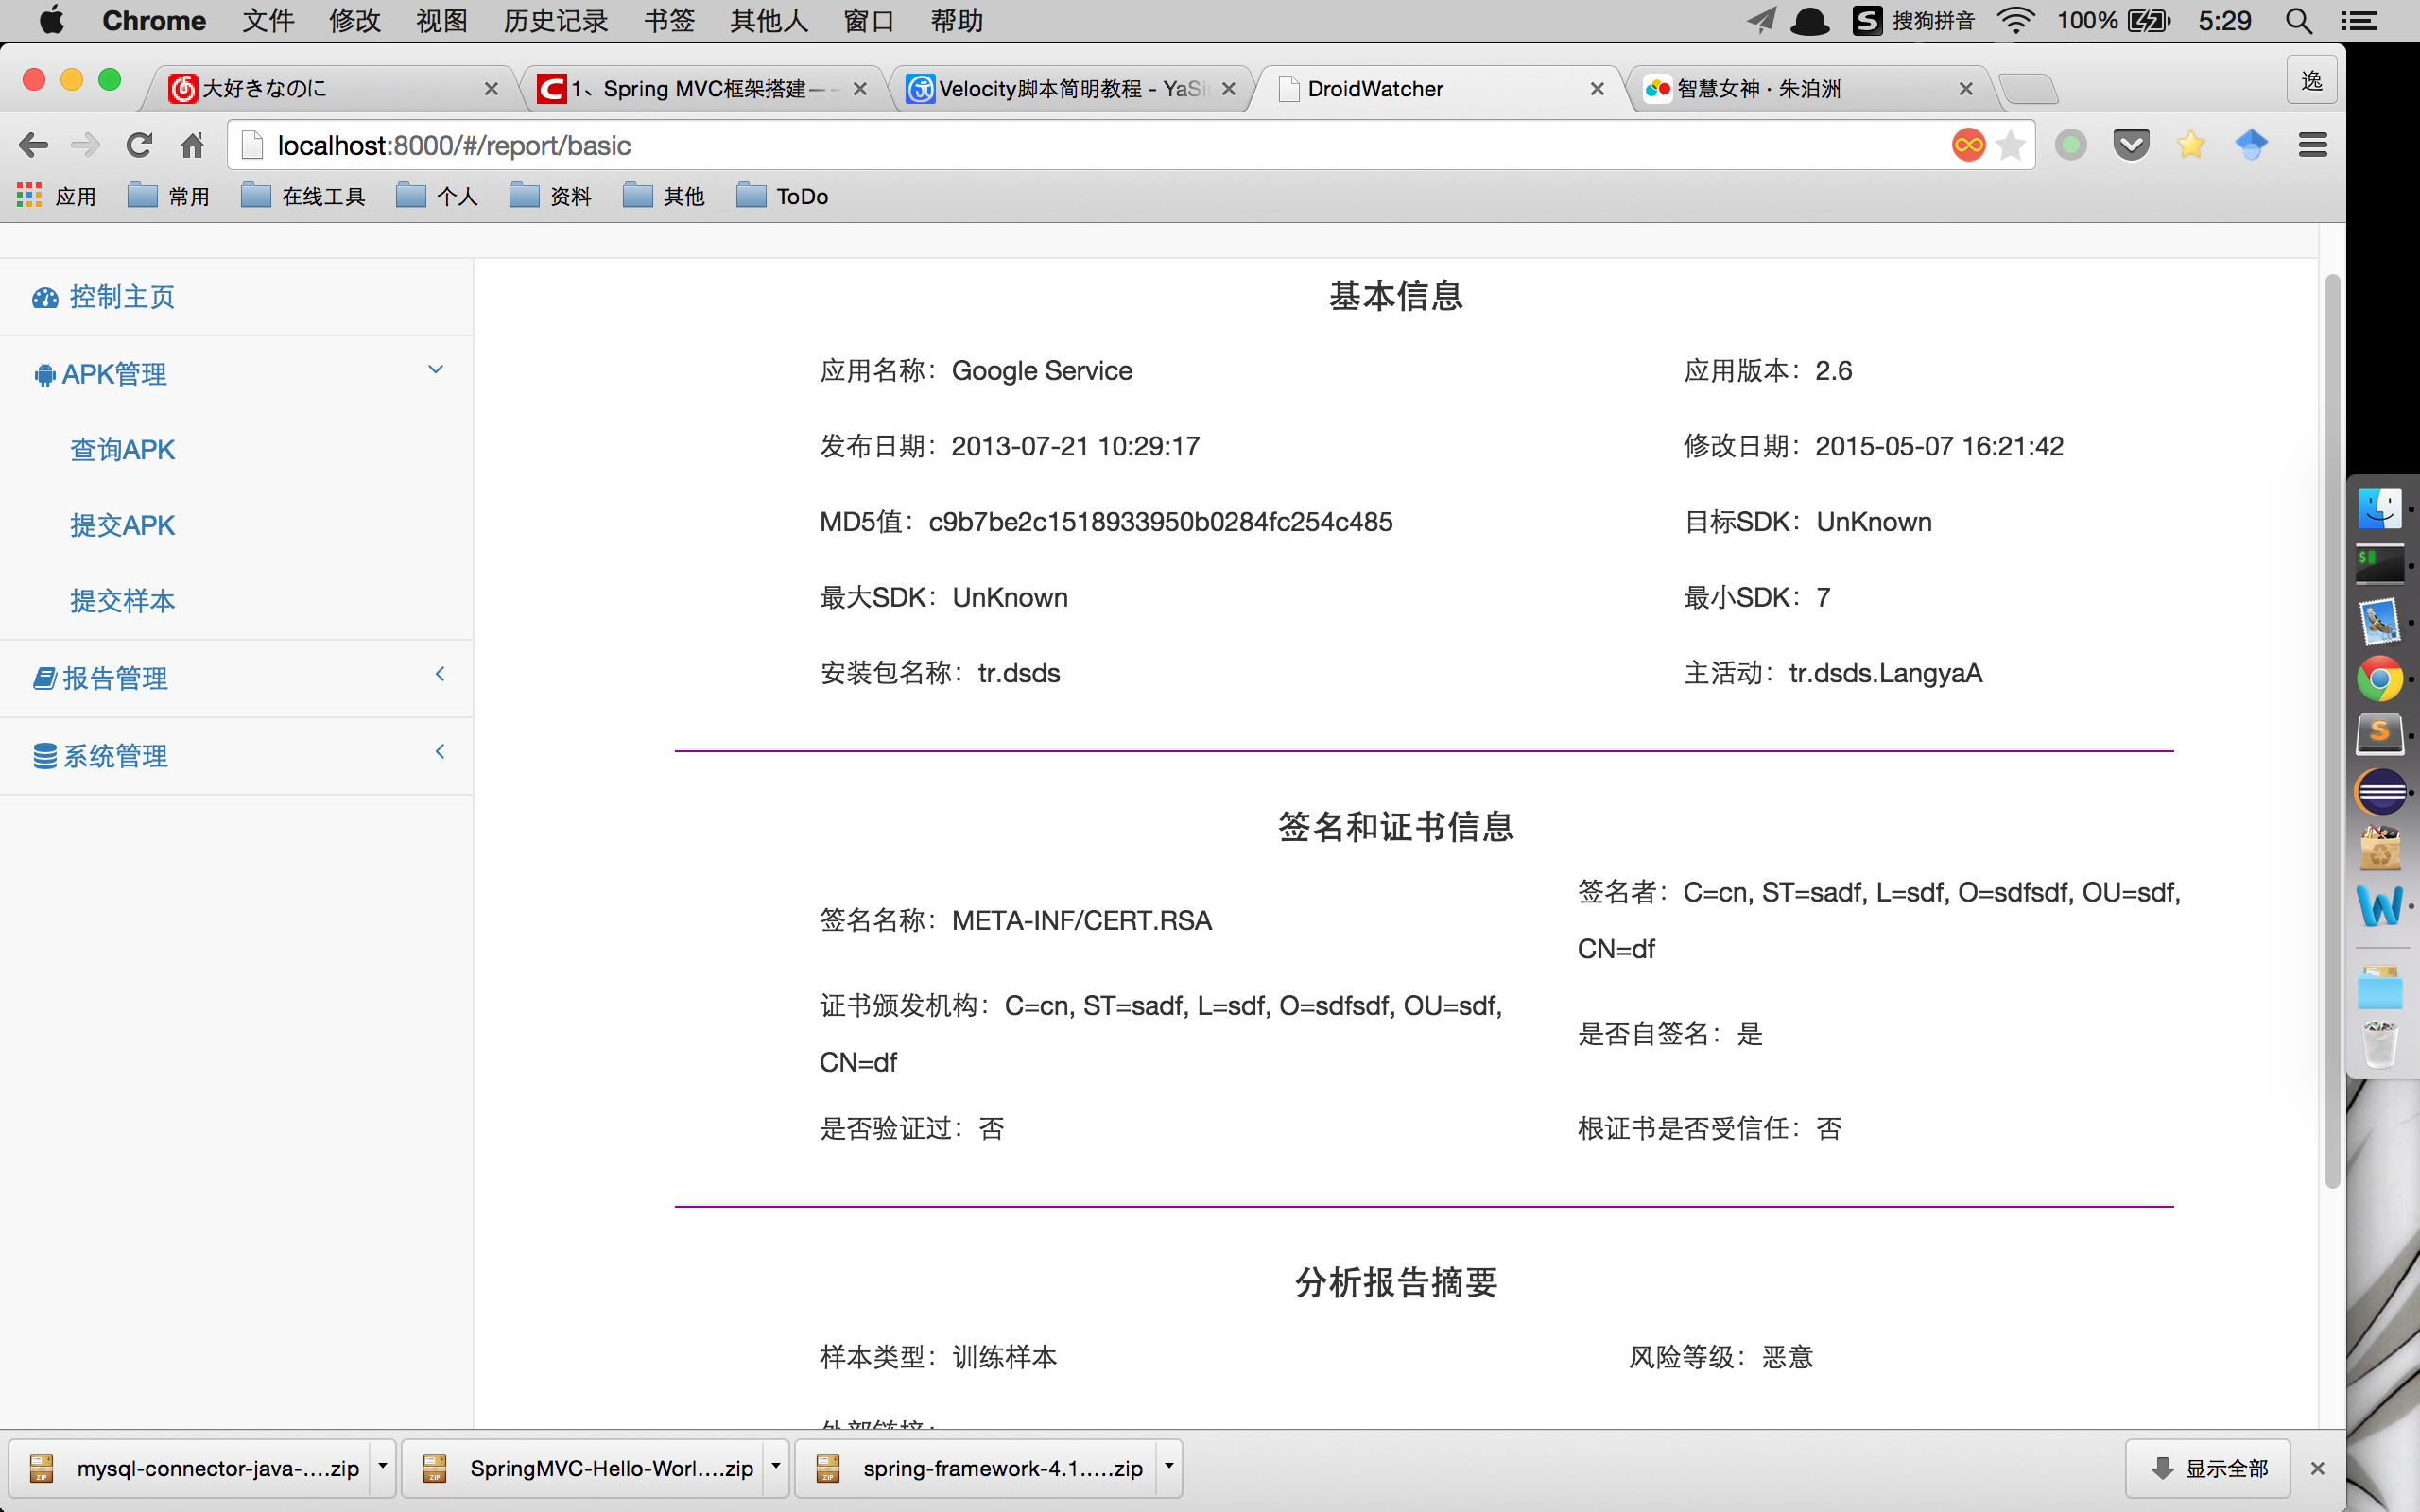 Chrome 文件 修改 视图 历史记录 书签 其他人 窗口 帮助 搜狗拼音 100% 5:29
大好きなのに 1、Spring MVC框架搭建—— Velocity脚本简明教程 - YaSi DroidWatcher 智慧女神 · 朱泊洲 逸
localhost:8000/#/report/basic
应用 常用 在线工具 个人 资料 其他 ToDo
控制主页
APK管理
查询APK
提交APK
提交样本
报告管理
系统管理
基本信息
应用名称：Google Service 应用版本：2.6
发布日期：2013-07-21 10:29:17 修改日期：2015-05-07 16:21:42
MD5值：c9b7be2c1518933950b0284fc254c485 目标SDK：UnKnown
最大SDK：UnKnown 最小SDK：7
安装包名称：tr.dsds 主活动：tr.dsds.LangyaA
签名和证书信息
签名名称：META-INF/CERT.RSA
签名者：C=cn, ST=sadf, L=sdf, O=sdfsdf, OU=sdf,
CN=df
证书颁发机构：C=cn, ST=sadf, L=sdf, O=sdfsdf, OU=sdf,
CN=df
是否自签名：是
是否验证过：否 根证书是否受信任：否
分析报告摘要
样本类型：训练样本 风险等级：恶意
外部链接：
mysql-connector-java-....zip SpringMVC-Hello-Worl....zip spring-framework-4.1.....zip 显示全部